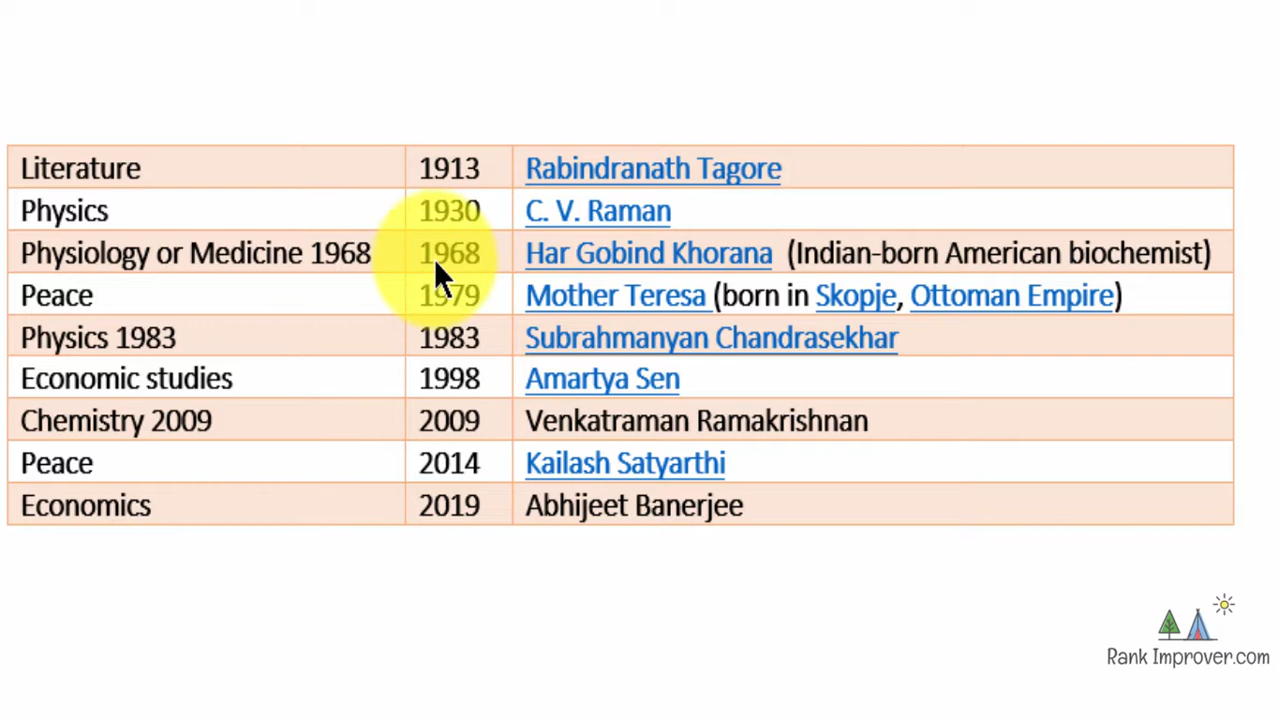 Literature 1913 Rabindranath Tagore
Physics 1930 C. V. Raman
Physiology or Medicine 1968 1968 Har Gobind Khorana (Indian-born American biochemist)
Peace 1979 Mother Teresa (born in Skopje, Ottoman Empire)
Physics 1983 1983 Subrahmanyan Chandrasekhar
Economic studies 1998 Amartya Sen
Chemistry 2009 2009 Venkatraman Ramakrishnan
Peace 2014 Kailash Satyarthi
Economics 2019 Abhijeet Banerjee
Rank Improver.com